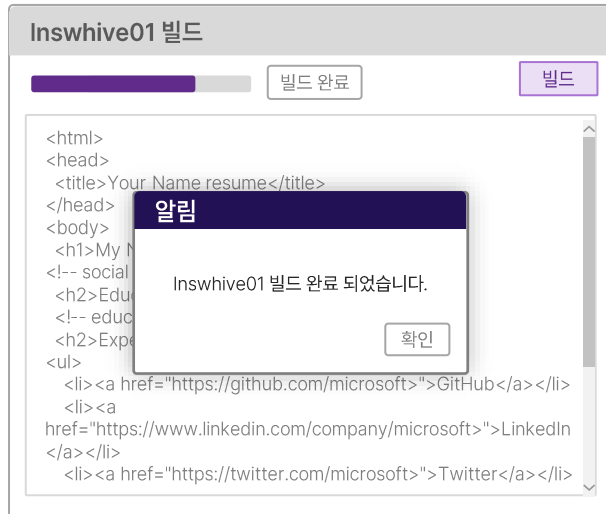 Inswhive01 빌드
빌드 완료
빌드
<html>
<head>
<title>Your Name resume</title>
</head>
<body>
<h1>My
<!-- social
<h2>
<!-- educ
<h2>
<ul>
<li><a href="https://github.com/microsoft>">GitHub</a></li>
<li><a
href="https://www.linkedin.com/company/microsoft>">LinkedIn
</a></li>
<li><a href="https://twitter.com/microsoft>">Twitter</a></li>
알림
Inswhive01 빌드 완료 되었습니다.
확인